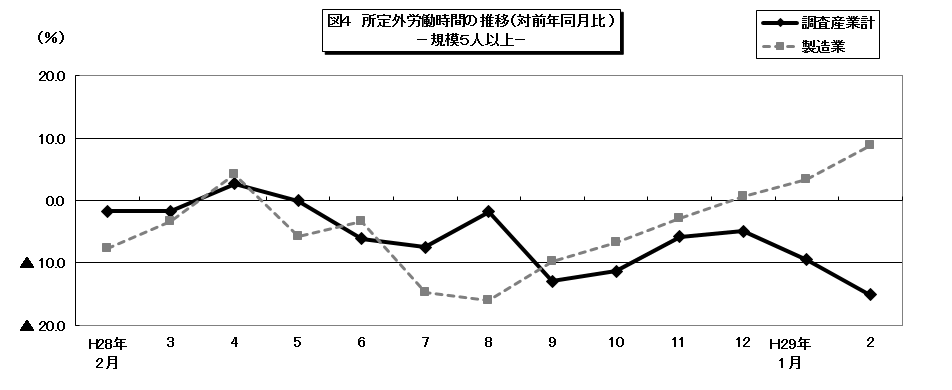 図4 所定外労働時間の推移(対前年同月比)
－規模5人以上－
(%)
調査産業計
製造業
20.0
10.0
0.0
▲ 10.0
▲ 20.0
H28年 3 4 5 6 7 8 9 10 11 12 H29年 2
2月 1月